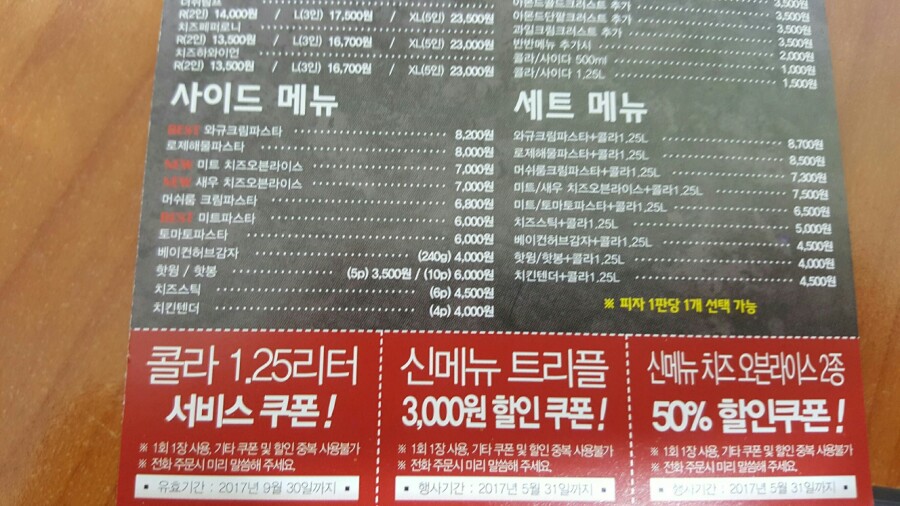 R(2인) 14,000원 / L(3인) 17,500원 / XL(5인) 23,500원
치즈페퍼로니
R(2인) 13,500원 / L(3인) 16,700원 / XL(5인) 23,000원
치즈하와이언
R(2인) 13,500원 / L(3인) 16,700원 / XL(5인) 23,000원
사이드 메뉴
BEST 와규크림파스타 8,200원
로제해물파스타 8,000원
NEW 미트 치즈오븐라이스 7,000원
NEW 새우 치즈오븐라이스 7,000원
머쉬룸 크림파스타 6,800원
BEST 미트파스타 6,000원
토마토파스타 6,000원
베이컨허브감자 (240g) 4,000원
핫윙 / 핫봉 (5p) 3,500원 / (10p) 6,000원
치즈스틱 (6p) 4,500원
치킨텐더 (4p) 4,000원
3,500원
아몬드골드크러스트 추가 3,500원
아몬드단팥크러스트 추가 3,500원
과일크림크러스트 추가 3,500원
반반메뉴 추가시 2,000원
콜라/사이다 500ml 1,000원
콜라/사이다 1.25L 1,500원
세트 메뉴
와규크림파스타+콜라1.25L 8,700원
로제해물파스타+콜라1.25L 8,500원
머쉬룸크림파스타+콜라1.25L 7,300원
미트/새우 치즈오븐라이스+콜라1.25L 7,500원
미트/토마토파스타+콜라1.25L 6,500원
치즈스틱+콜라1.25L 5,000원
베이컨허브감자+콜라1.25L 4,500원
핫윙/핫봉+콜라1.25L 4,000원
치킨텐더+콜라1.25L 4,500원
※ 피자 1판당 1개 선택 가능
콜라 1.25리터
서비스 쿠폰!
※ 1회 1장 사용, 기타 쿠폰 및 할인 중복 사용불가
※ 전화 주문시 미리 말씀해 주세요.
유효기간 : 2017년 9월 30일까지
신메뉴 트리플
3,000원 할인 쿠폰!
※ 1회 1장 사용, 기타 쿠폰 및 할인 중복 사용불가
※ 전화 주문시 미리 말씀해 주세요.
행사기간 : 2017년 5월 31일까지
신메뉴 치즈 오븐라이스 2종
50% 할인쿠폰!
※ 1회 1장 사용, 기타 쿠폰 및 할인 중복 사용불가
※ 전화 주문시 미리 말씀해 주세요.
행사기간 : 2017년 5월 31일까지